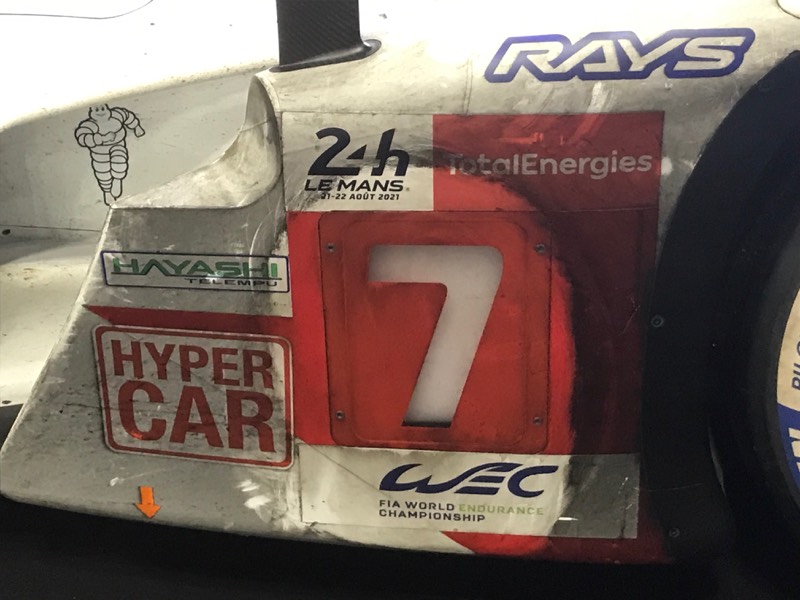 RAYS
24h
LE MANS
21-22 AOÛT 2021
TotalEnergies
HAYASHI
TELEMPU
7
HYPER
CAR
WEC
FIA WORLD ENDURANCE
CHAMPIONSHIP